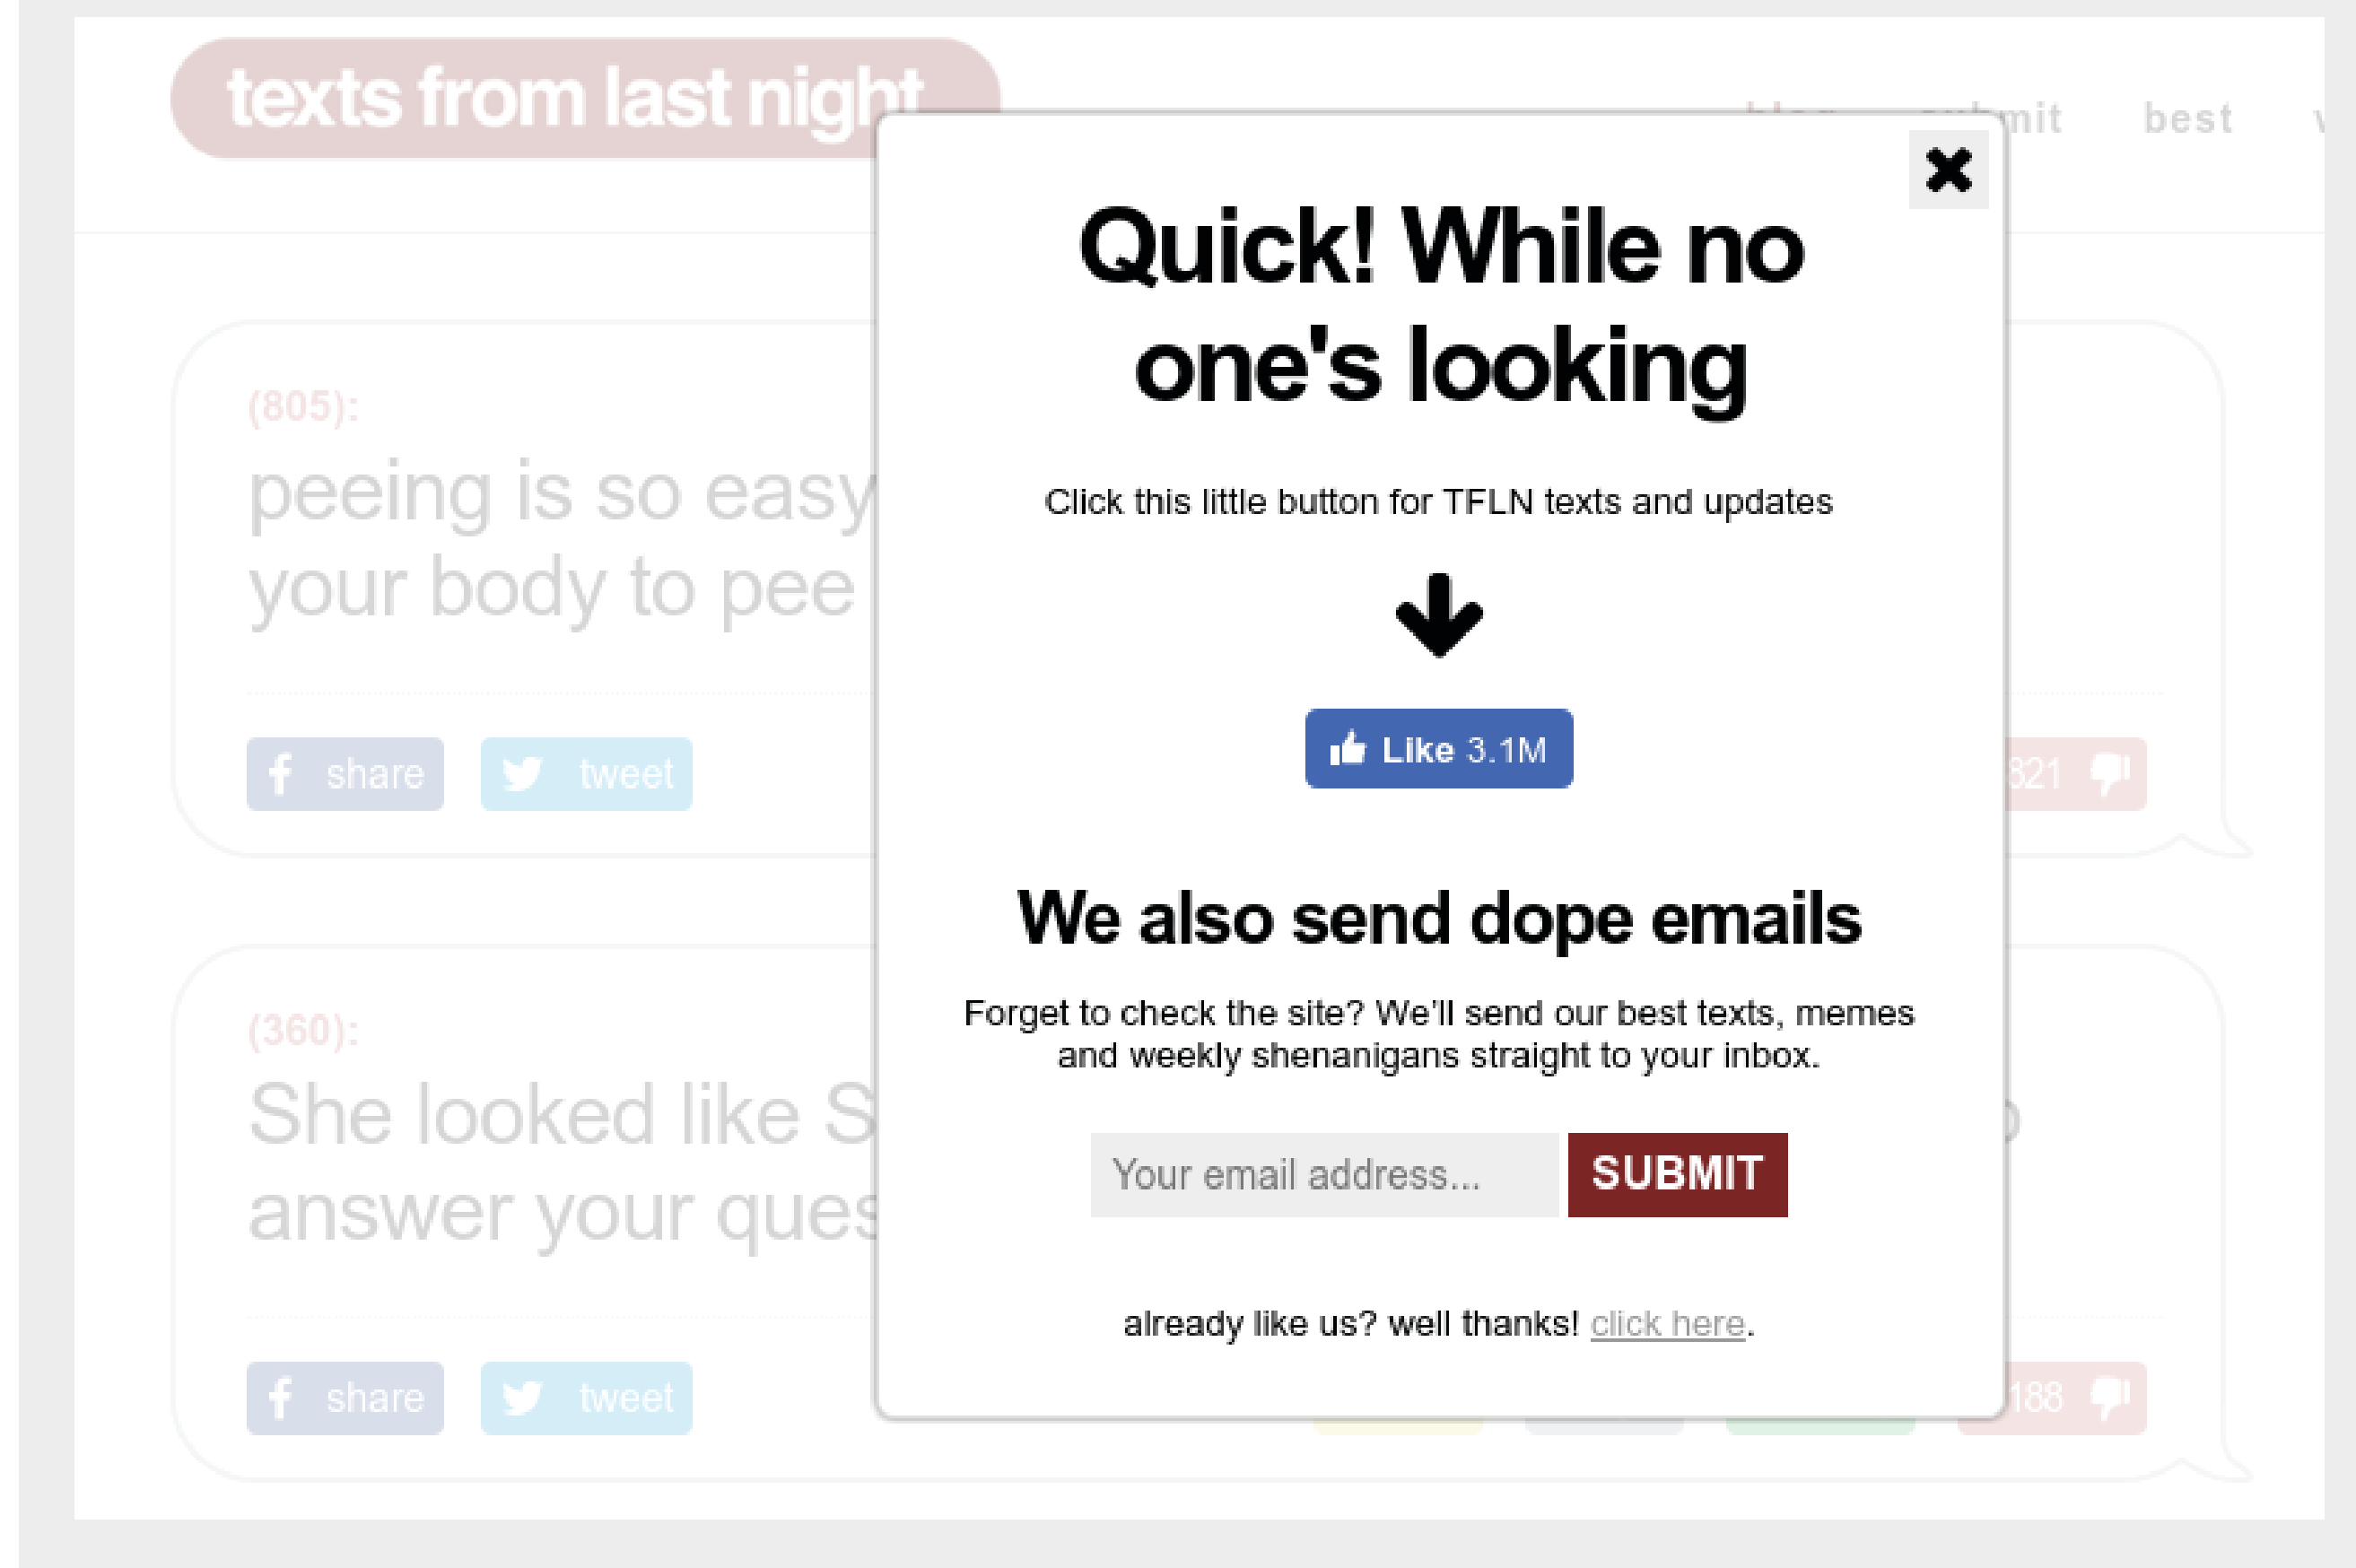 texts from last night
submit best
Quick! While no
one's looking
Click this little button for TFLN texts and updates
Like 3.1M
We also send dope emails
Forget to check the site? We'll send our best texts, memes
and weekly shenanigans straight to your inbox.
Your email address... SUBMIT
already like us? well thanks! click here.
(805):
peeing is so easy
your body to pee
share tweet 821
(360):
She looked like S
answer your ques
share tweet 188